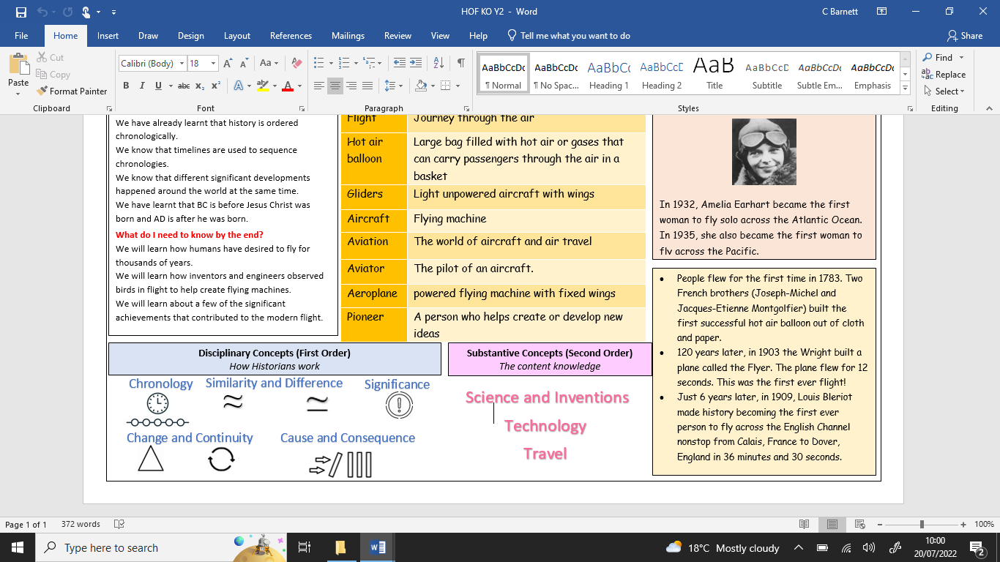 HOF KO Y2 - Word
C Barnett
File Home Insert Draw Design Layout References Mailings Review View Help Tell me what you want to do Share
Paste
Cut
Copy
Format Painter
Clipboard
Calibri (Body) 18
Font
Paragraph
AaBbCcDc AaBbCcDc AaBbCc AaBbCcD AaB AaBbCcD AaBbCcDc AaBbCcDc
¶ Normal ¶ No Spac... Heading 1 Heading 2 Title Subtitle Subtle Em... Emphasis
Styles
Find
Replace
Select
Editing
We have already learnt that history is ordered
chronologically.
We know that timelines are used to sequence
chronologies.
We know that different significant developments
happened around the world at the same time.
We have learnt that BC is before Jesus Christ was
born and AD is after he was born.
What do I need to know by the end?
We will learn how humans have desired to fly for
thousands of years.
We will learn how inventors and engineers observed
birds in flight to help create flying machines.
We will learn about a few of the significant
achievements that contributed to the modern flight.
Flight Journey through the air
Hot air balloon
Large bag filled with hot air or gases that
can carry passengers through the air in a
basket
Gliders Light unpowered aircraft with wings
Aircraft Flying machine
Aviation The world of aircraft and air travel
Aviator The pilot of an aircraft.
Aeroplane powered flying machine with fixed wings
Pioneer A person who helps create or develop new
ideas
In 1932, Amelia Earhart became the first
woman to fly solo across the Atlantic Ocean.
In 1935, she also became the first woman to
fly across the Pacific.
• People flew for the first time in 1783. Two
French brothers (Joseph-Michel and
Jacques-Etienne Montgolfier) built the
first successful hot air balloon out of cloth
and paper.
• 120 years later, in 1903 the Wright built a
plane called the Flyer. The plane flew for 12
seconds. This was the first ever flight!
• Just 6 years later, in 1909, Louis Bleriot
made history becoming the first ever
person to fly across the English Channel
nonstop from Calais, France to Dover,
England in 36 minutes and 30 seconds.
Disciplinary Concepts (First Order)
How Historians work
Substantive Concepts (Second Order)
The content knowledge
Chronology Similarity and Difference Significance
Change and Continuity Cause and Consequence
Science and Inventions
Technology
Travel
Page 1 of 1 372 words 100%
Type here to search
18°C Mostly cloudy
10:00
20/07/2022
2